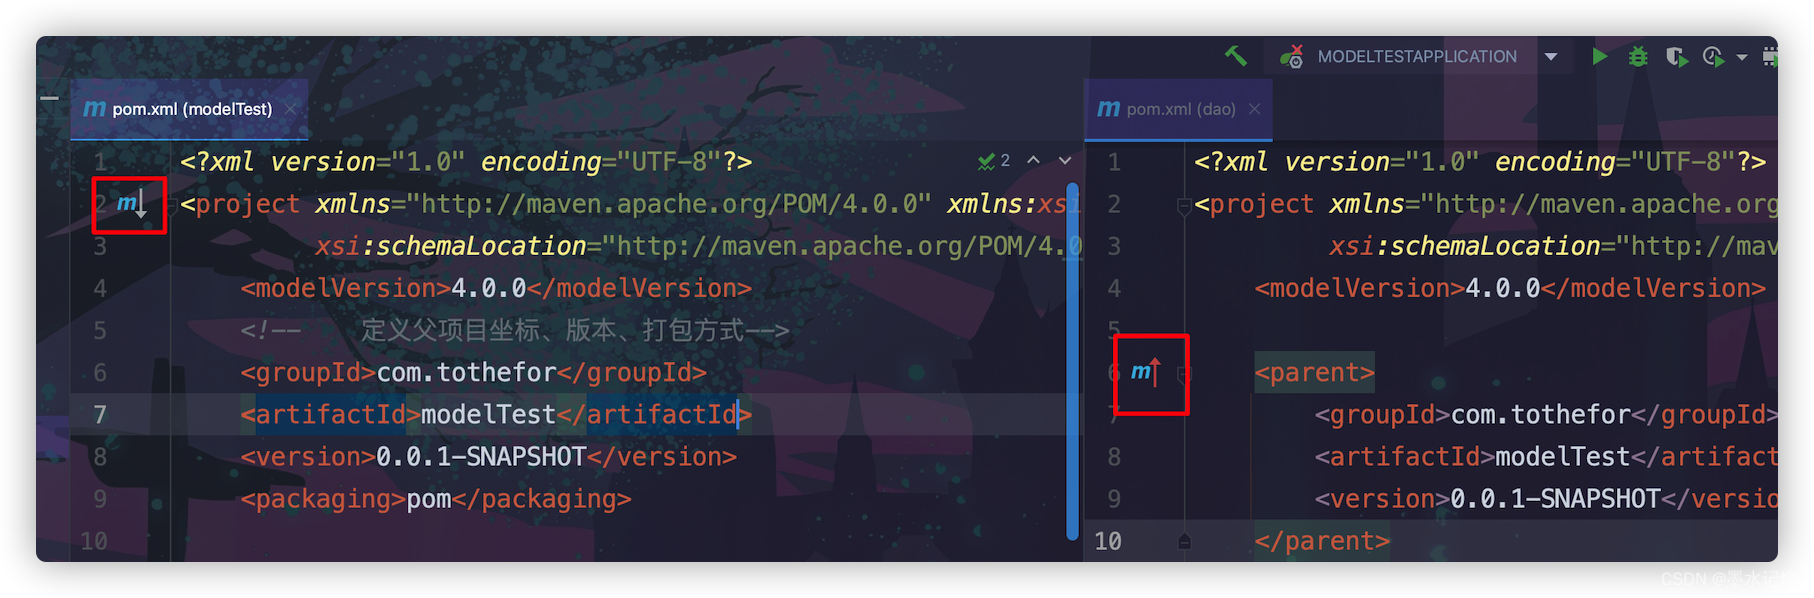 MODELTESTAPPLICATION
m pom.xml (modelTest)
1 <?xml version="1.0" encoding="UTF-8"?>
2
2 m <project xmlns="http://maven.apache.org/POM/4.0.0" xmlns:xsi
3 xsi:schemaLocation="http://maven.apache.org/POM/4.0
4 <modelVersion>4.0.0</modelVersion>
5 <!-- 定义父项目坐标、版本、打包方式-->
6 <groupId>com.tothefor</groupId>
7 <artifactId>modelTest</artifactId>
8 <version>0.0.1-SNAPSHOT</version>
9 <packaging>pom</packaging>
10
m pom.xml (dao)
1 <?xml version="1.0" encoding="UTF-8"?>
2 <project xmlns="http://maven.apache.org
3 xsi:schemaLocation="http://mav
4 <modelVersion>4.0.0</modelVersion>
5
6 m <parent>
7 <groupId>com.tothefor</groupId>
8 <artifactId>modelTest</artifact
9 <version>0.0.1-SNAPSHOT</versio
10 </parent>
CSDN @墨水记忆